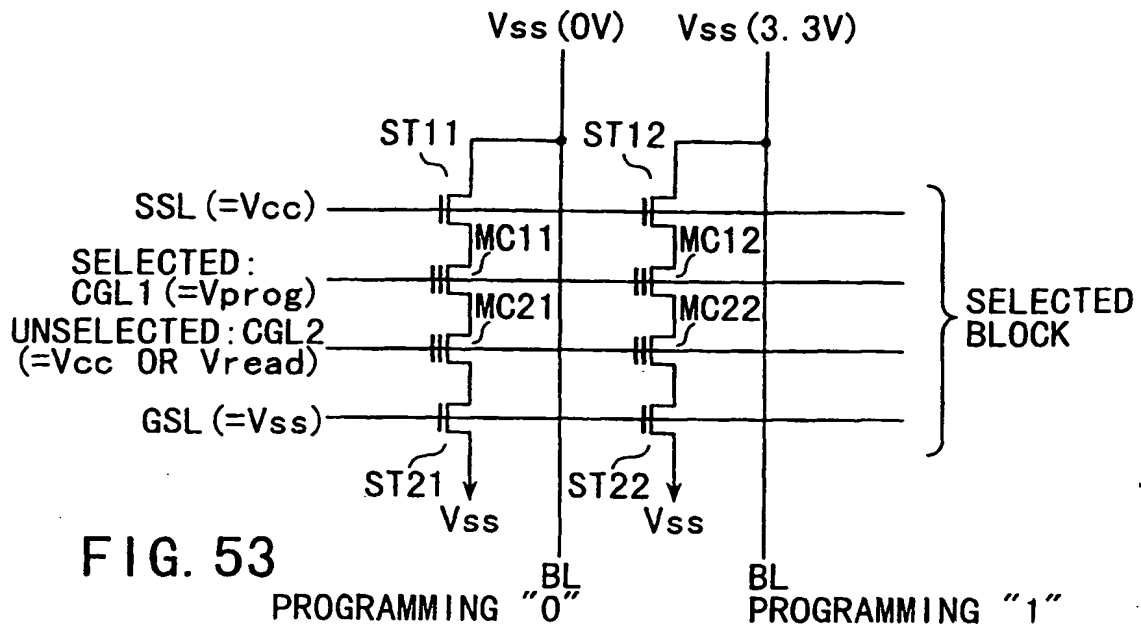 Vss(0V) Vss(3.3V)
ST11 ST12
SSL(=Vcc)
MC11 MC12
SELECTED:
CGL1(=Vprog)
MC21 MC22
SELECTED
BLOCK
UNSELECTED:CGL2
(=Vcc OR Vread)
GSL(=Vss)
ST21 ST22
Vss Vss
FIG. 53
BL BL
PROGRAMMING "0" PROGRAMMING "1"